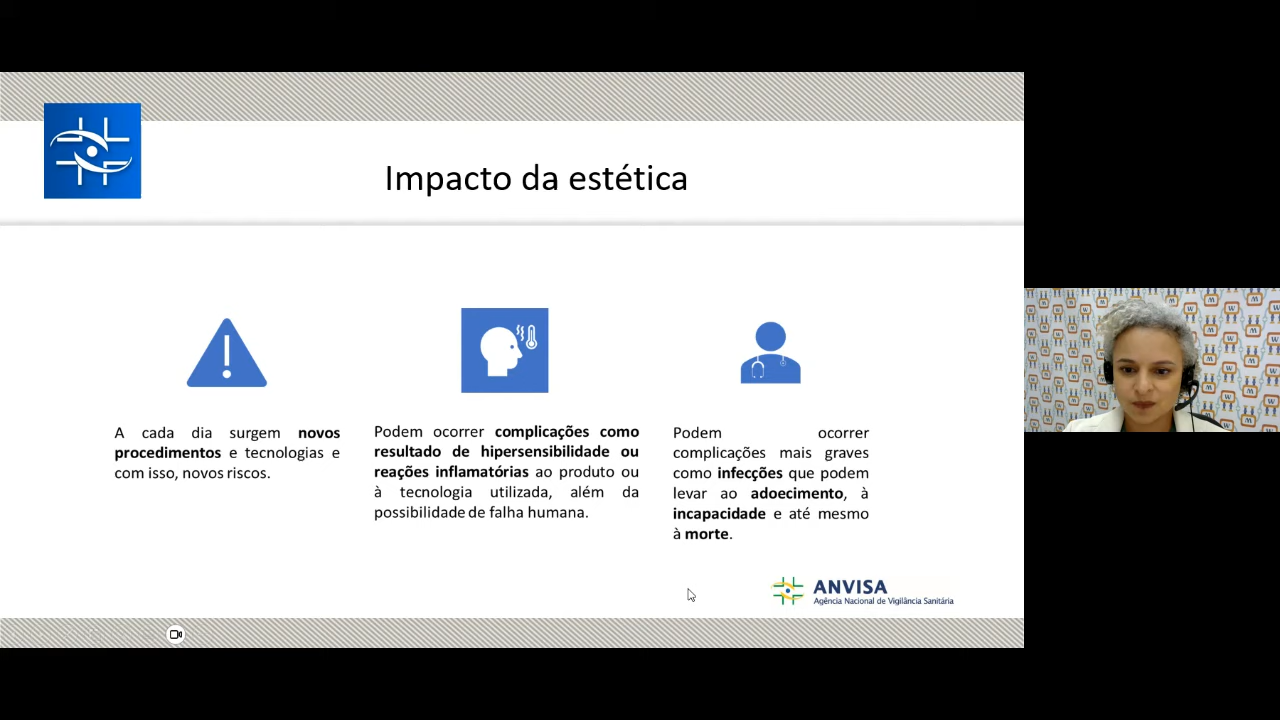 Impacto da estética
A cada dia surgem novos
procedimentos e tecnologias e
com isso, novos riscos.
Podem ocorrer complicações como
resultado de hipersensibilidade ou
reações inflamatórias ao produto ou
à tecnologia utilizada, além da
possibilidade de falha humana.
Podem ocorrer
complicações mais graves
como infecções que podem
levar ao adoecimento, à
incapacidade e até mesmo
à morte.
ANVISA
Agência Nacional de Vigilância Sanitária